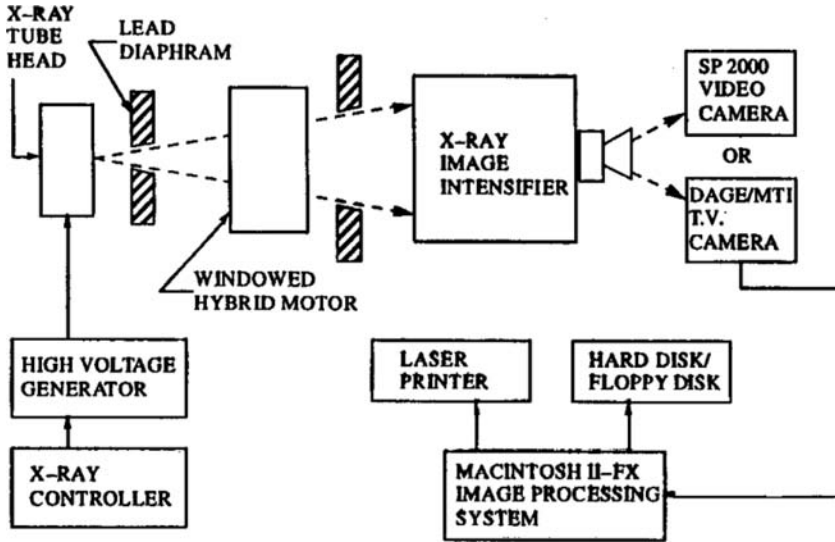 X-RAY
TUBE
HEAD
LEAD
DIAPHRAM
X-RAY
IMAGE
INTENSIFIER
SP 2000
VIDEO
CAMERA
OR
DAGE/MTI
T.V.
CAMERA
WINDOWED
HYBRID MOTOR
HIGH VOLTAGE
GENERATOR
LASER
PRINTER
HARD DISK/
FLOPPY DISK
X-RAY
CONTROLLER
MACINTOSH II-FX
IMAGE PROCESSING
SYSTEM